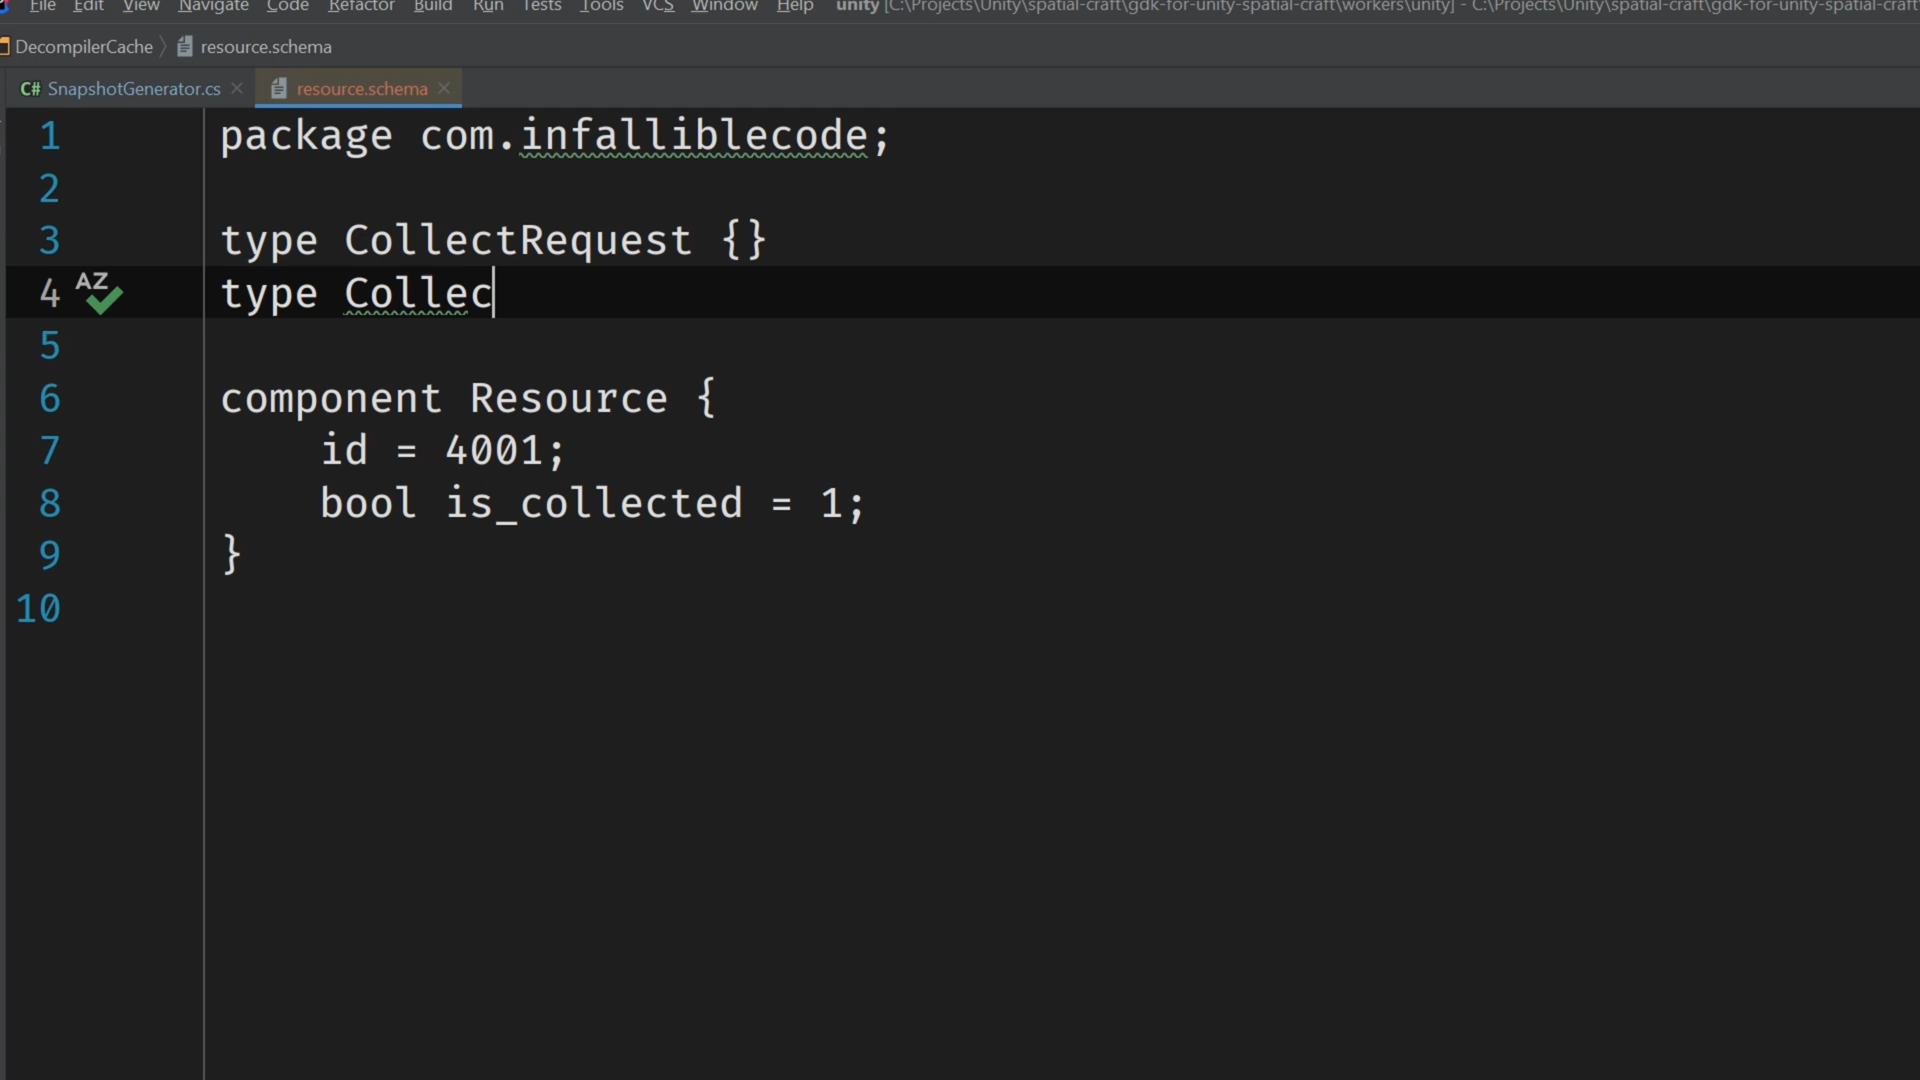 File Edit View Navigate Code Refactor Build Run Tests Tools VCS Window Help unity [C:\Projects\Unity\spatial-craft\gdk-for-unity-spatial-craft\workers\unity] - C:\Projects\Unity\spatial-craft\gdk-for-unity-spatial-craft
DecompilerCache resource.schema
C# SnapshotGenerator.cs resource.schema
1 package com.infalliblecode;
2
3 type CollectRequest {}
4 AZ type Collec
5
6 component Resource {
7 id = 4001;
8 bool is_collected = 1;
9 }
10